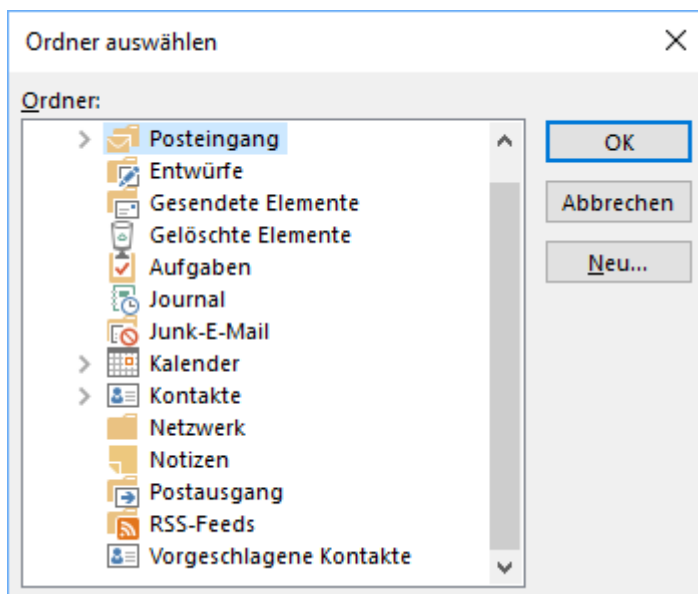 Ordner auswählen
Ordner:
Posteingang
Entwürfe
Gesendete Elemente
Gelöschte Elemente
Aufgaben
Journal
Junk-E-Mail
Kalender
Kontakte
Netzwerk
Notizen
Postausgang
RSS-Feeds
Vorgeschlagene Kontakte
OK
Abbrechen
Neu...